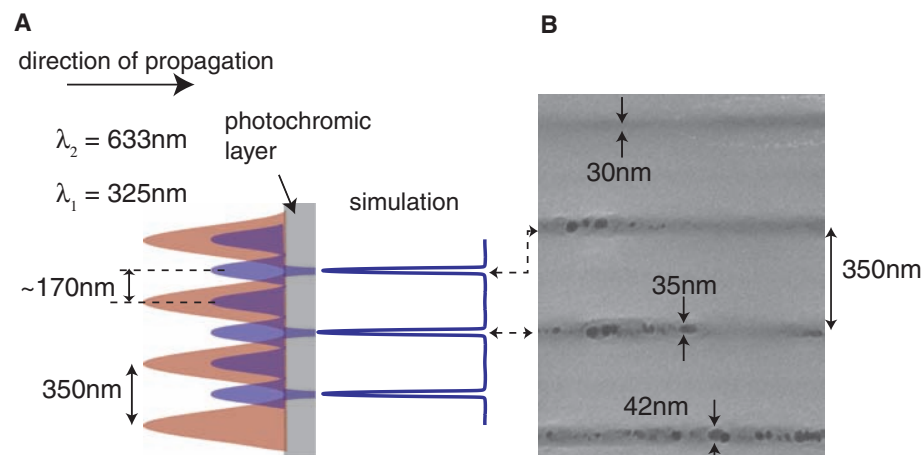 A
direction of propagation
λ2 = 633nm
photochromic
layer
λ1 = 325nm
simulation
~170nm
350nm
B
30nm
350nm
35nm
42nm